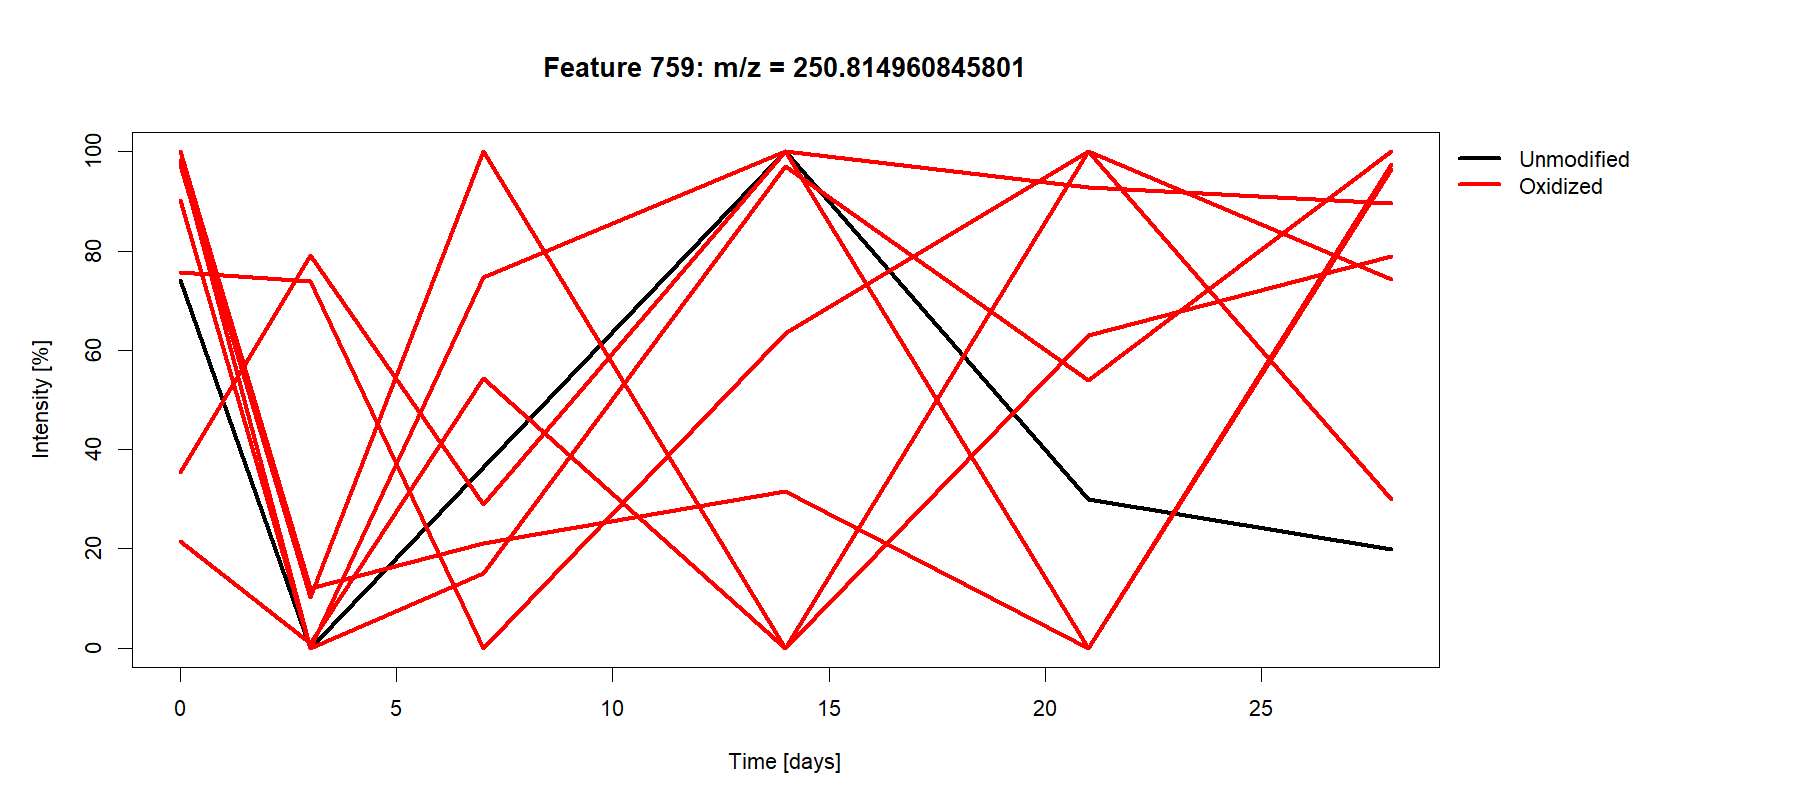 Feature 759: m/z = 250.814960845801
Unmodified
Oxidized
Intensity [%]
100
80
60
40
20
0
0 5 10 15 20 25
Time [days]